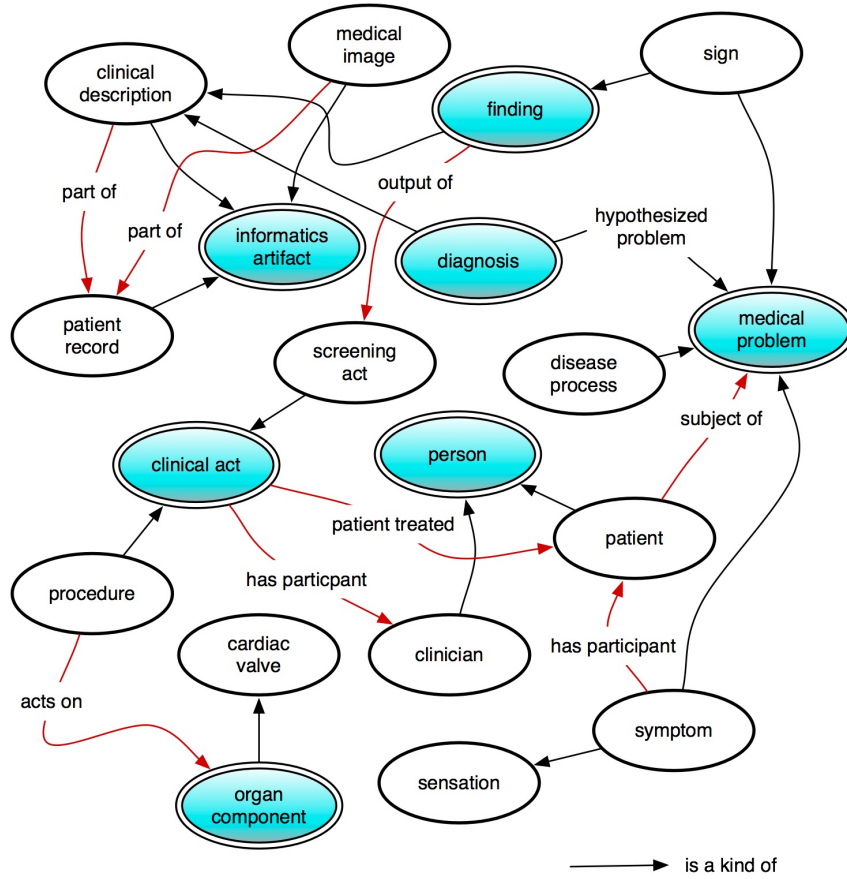 medical
image
clinical
description
sign
finding
part of
output of
part of
informatics
artifact
diagnosis
hypothesized
problem
patient
record
screening
act
medical
problem
disease
process
subject of
clinical act
person
patient treated
patient
procedure
has particpant
cardiac
valve
clinician
has participant
acts on
symptom
sensation
organ
component
is a kind of